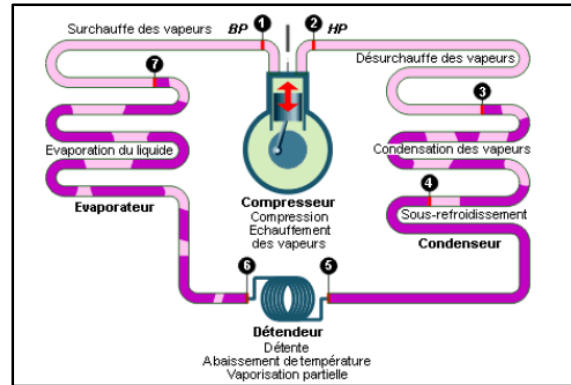 Surchauffe des vapeurs
BP 1
2 HP
Désurchauffe des vapeurs
7
3
Evaporation du liquide
Condensation des vapeurs
4
Evaporateur
Compresseur
Compression
Echauffement
des vapeurs
Sous-refroidissement
Condenseur
6
5
Détendeur
Détente
Abaissement de température
Vaporisation partielle